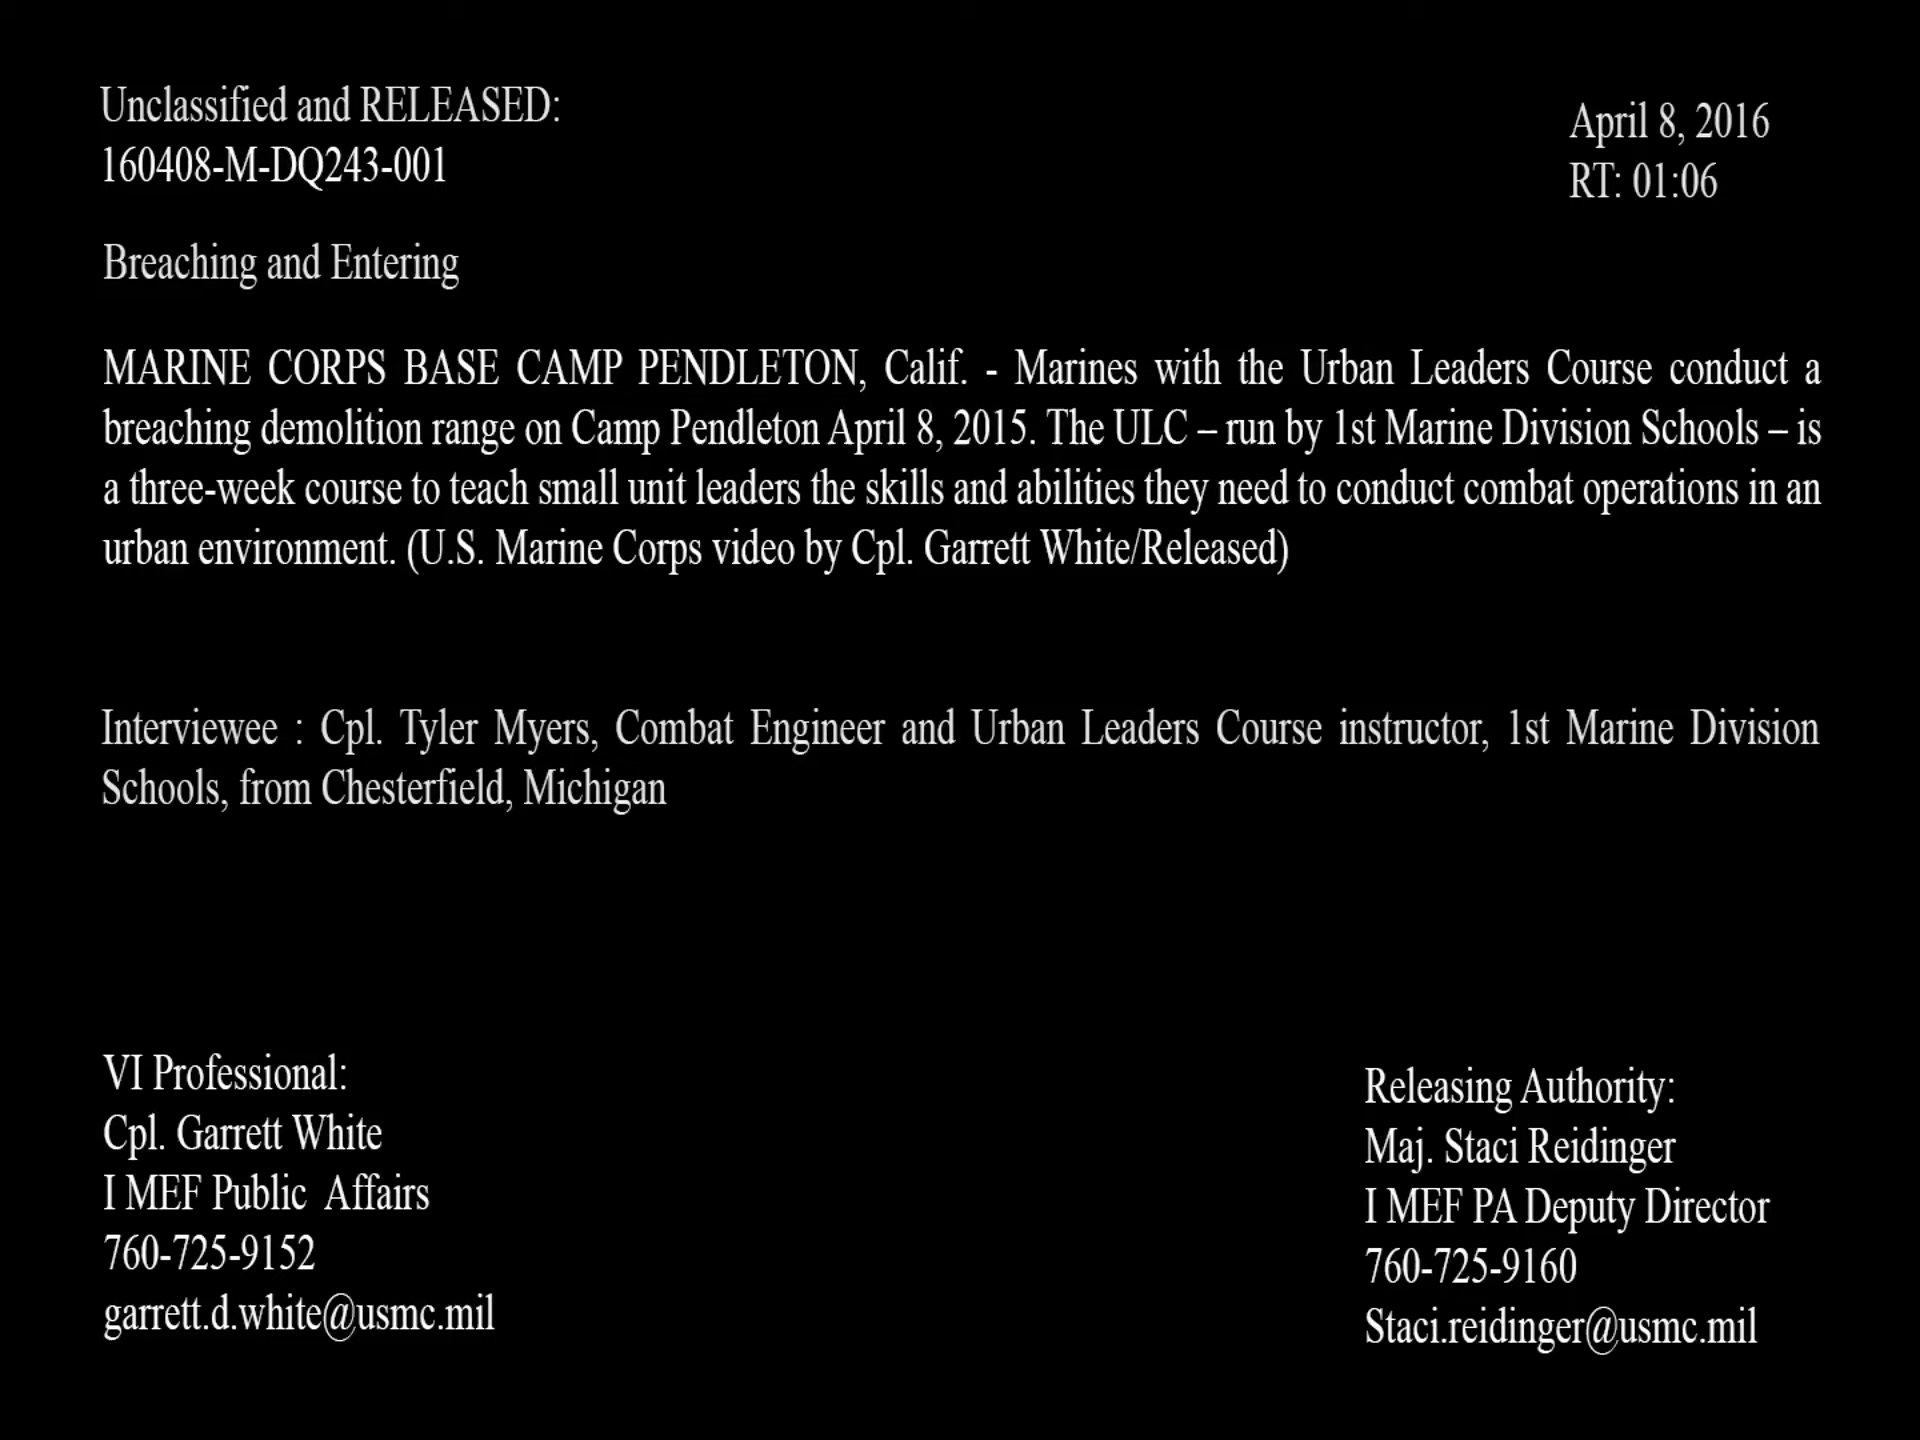 Unclassified and RELEASED:
160408-M-DQ243-001
April 8, 2016
RT: 01:06
Breaching and Entering
MARINE CORPS BASE CAMP PENDLETON, Calif. - Marines with the Urban Leaders Course conduct a
breaching demolition range on Camp Pendleton April 8, 2015. The ULC – run by 1st Marine Division Schools – is
a three-week course to teach small unit leaders the skills and abilities they need to conduct combat operations in an
urban environment. (U.S. Marine Corps video by Cpl. Garrett White/Released)
Interviewee : Cpl. Tyler Myers, Combat Engineer and Urban Leaders Course instructor, 1st Marine Division
Schools, from Chesterfield, Michigan
VI Professional:
Cpl. Garrett White
I MEF Public  Affairs
760-725-9152
garrett.d.white@usmc.mil
Releasing Authority:
Maj. Staci Reidinger
I MEF PA Deputy Director
760-725-9160
Staci.reidinger@usmc.mil